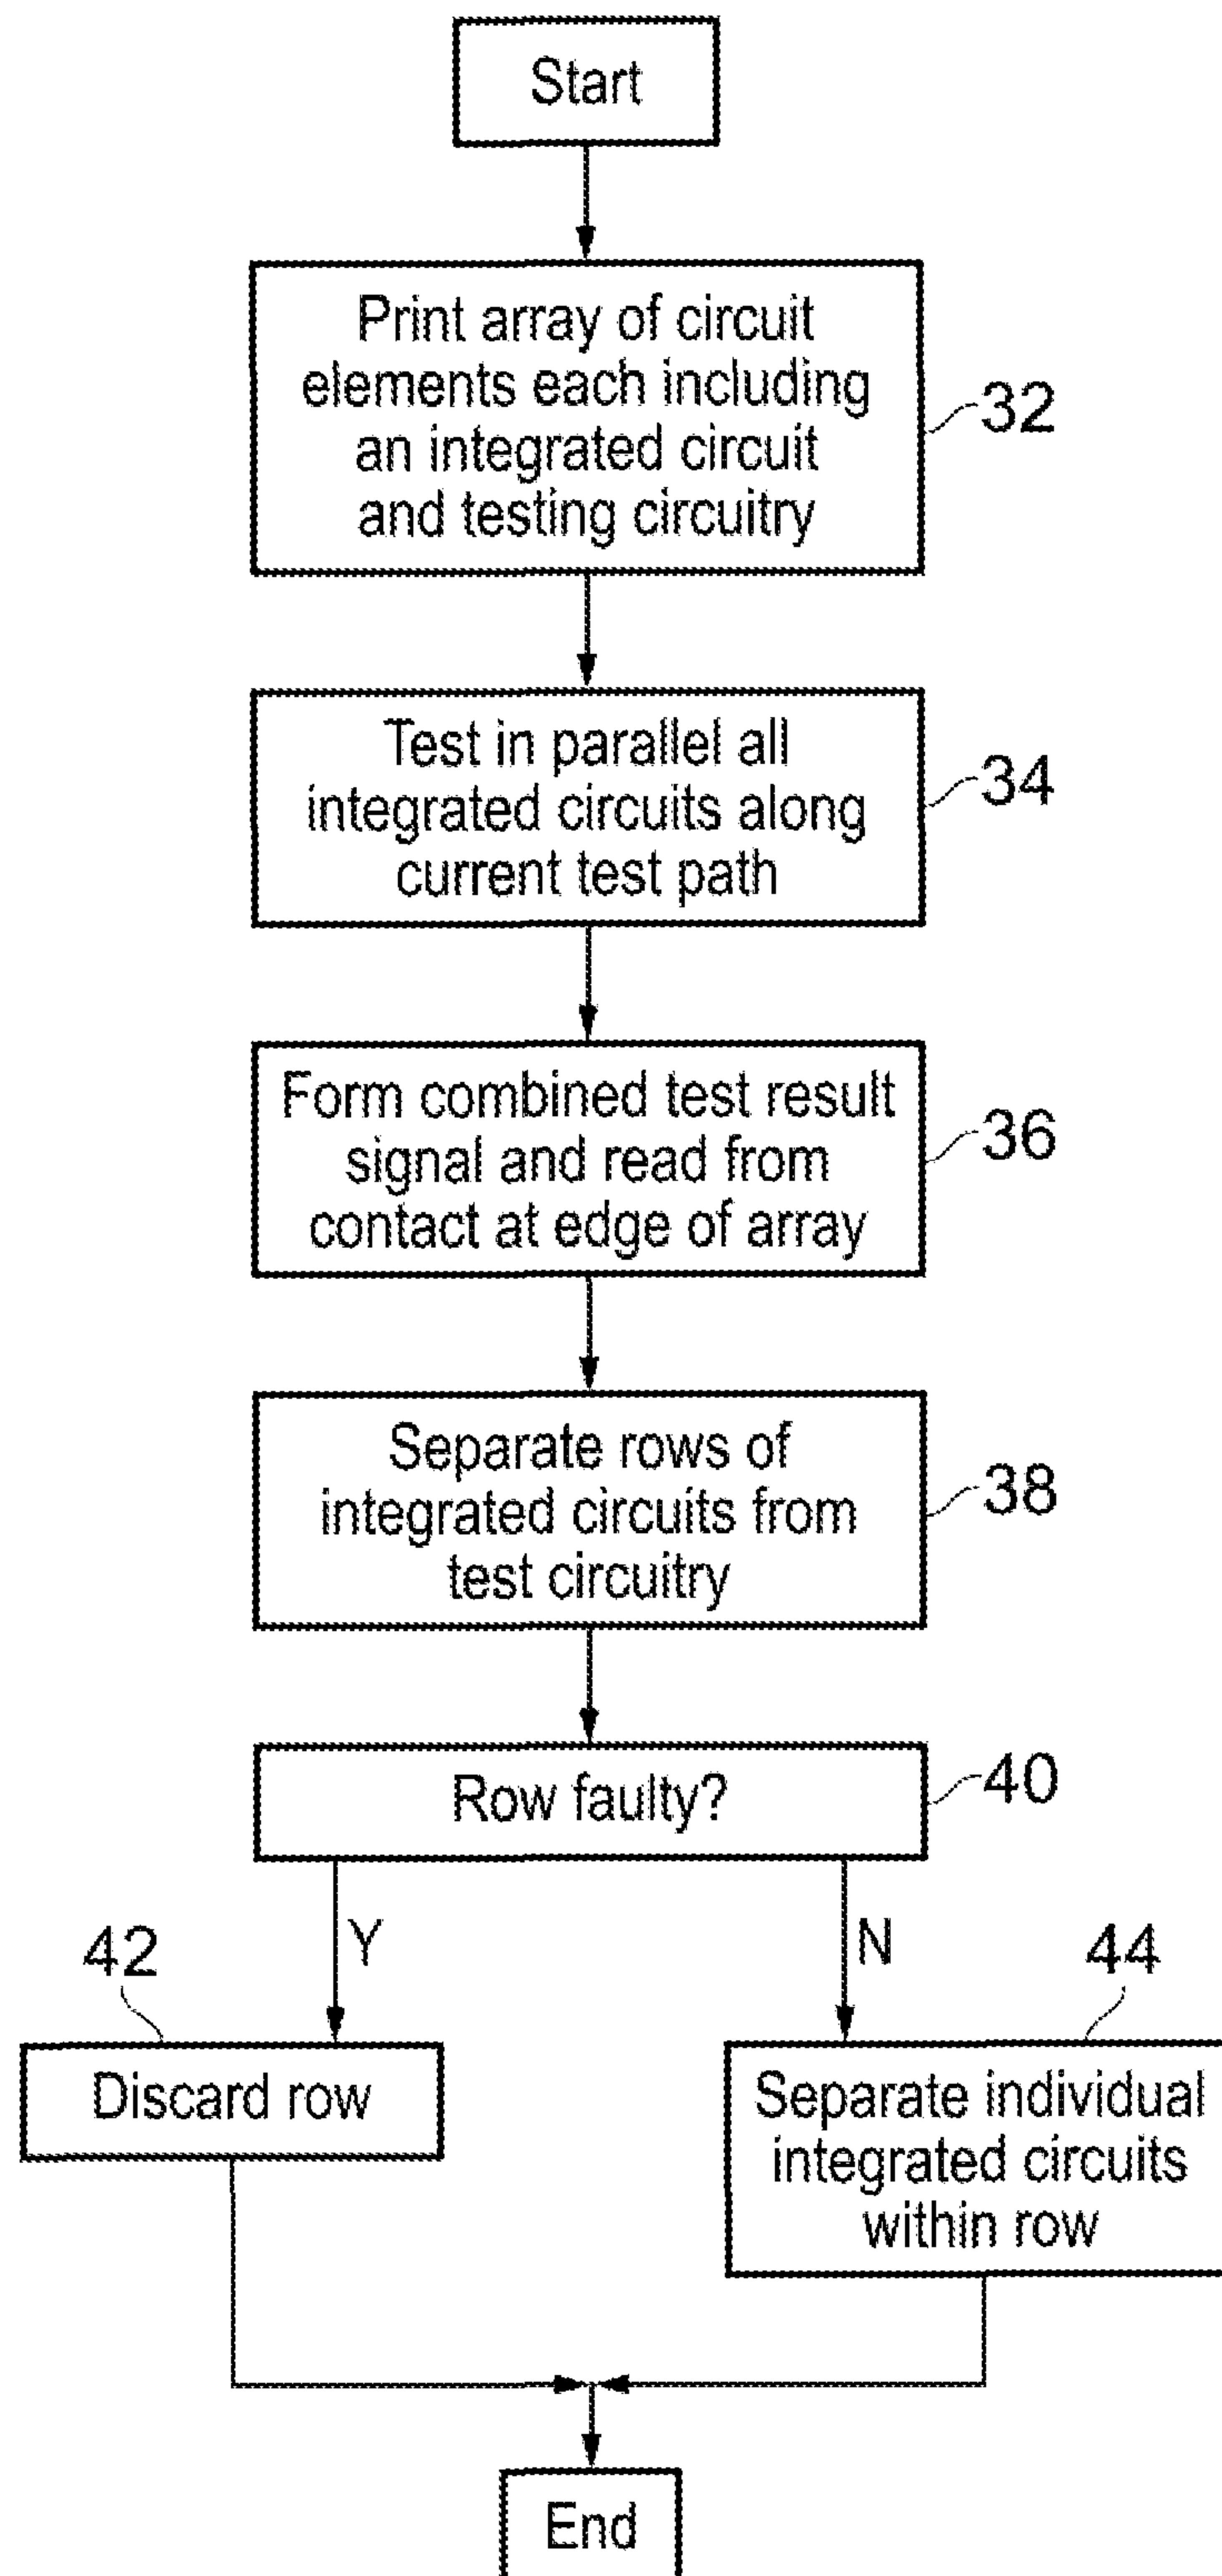 Start
Print array of circuit
elements each including
an integrated circuit
and testing circuitry
32
Test in parallel all
integrated circuits along
current test path
34
Form combined test result
signal and read from
contact at edge of array
36
Separate rows of
integrated circuits from
test circuitry
38
Row faulty?
40
Y
N
42
44
Discard row
Separate individual
integrated circuits
within row
End